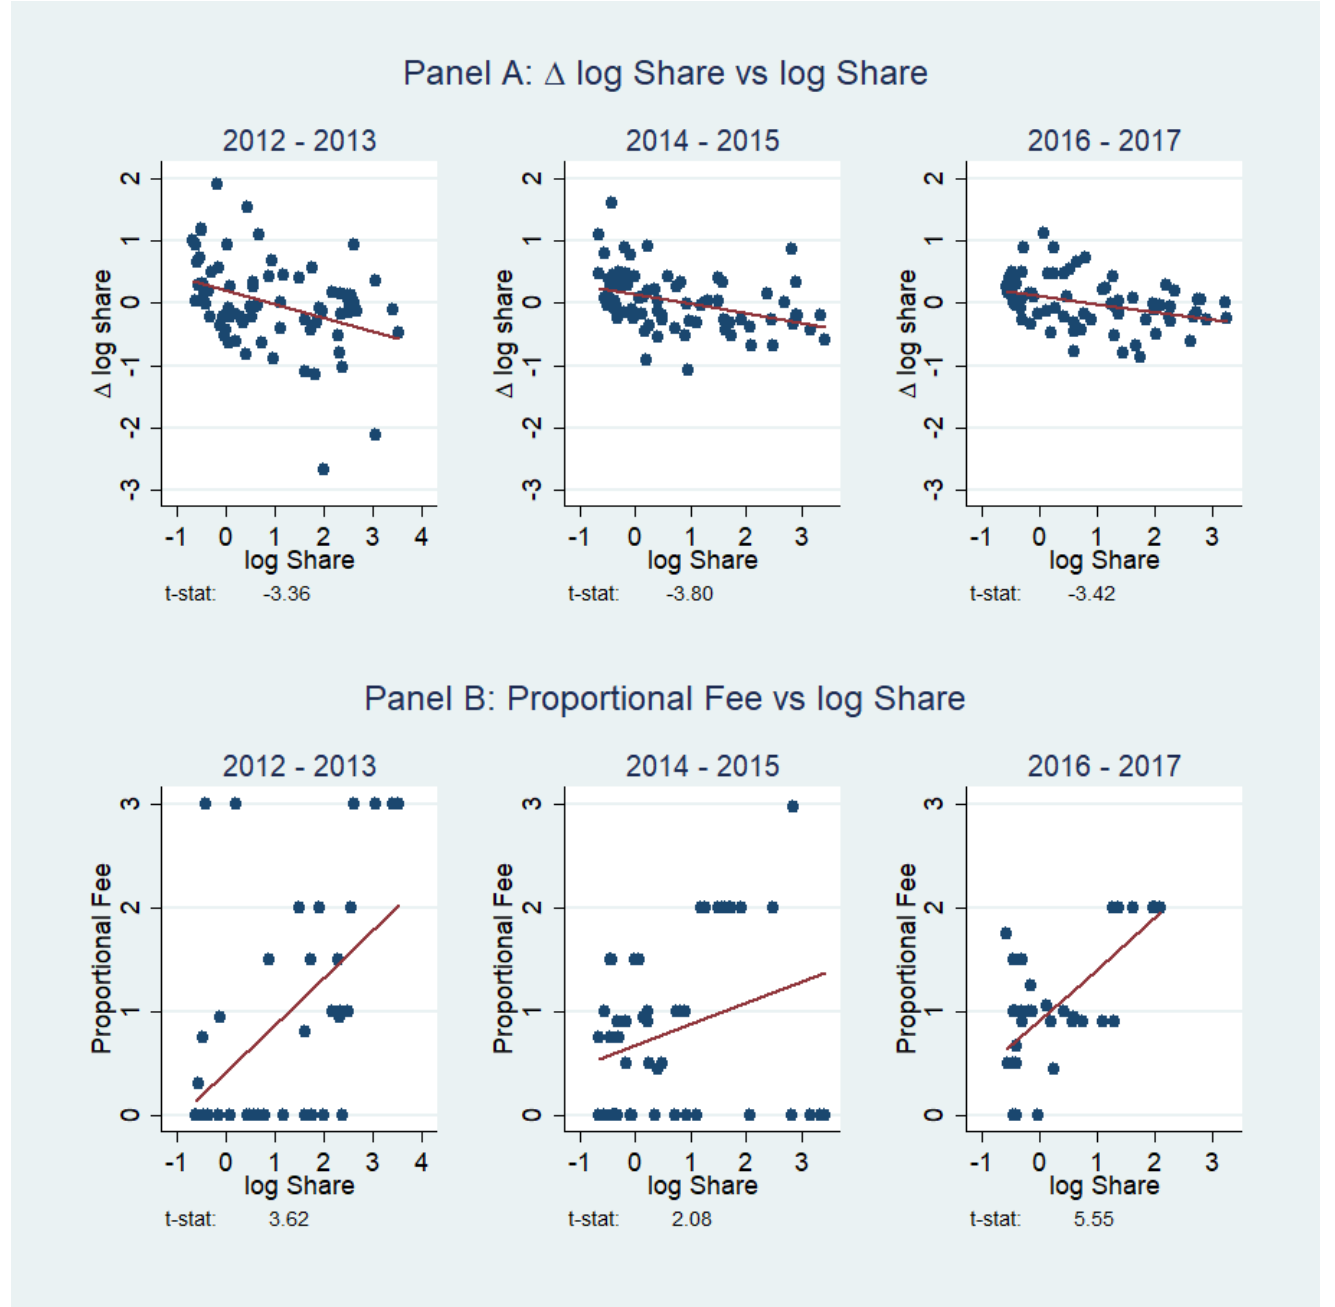 Panel A: Δ log Share vs log Share
2012 - 2013
2014 - 2015
2016 - 2017
Δ log share
2
1
0
-1
-2
-3
-1 0 1 2 3 4
log Share
t-stat: -3.36
Δ log share
2
1
0
-1
-2
-3
-1 0 1 2 3
log Share
t-stat: -3.80
Δ log share
2
1
0
-1
-2
-3
-1 0 1 2 3
log Share
t-stat: -3.42
Panel B: Proportional Fee vs log Share
2012 - 2013
2014 - 2015
2016 - 2017
Proportional Fee
3
2
1
0
-1 0 1 2 3 4
log Share
t-stat: 3.62
Proportional Fee
3
2
1
0
-1 0 1 2 3
log Share
t-stat: 2.08
Proportional Fee
3
2
1
0
-1 0 1 2 3
log Share
t-stat: 5.55